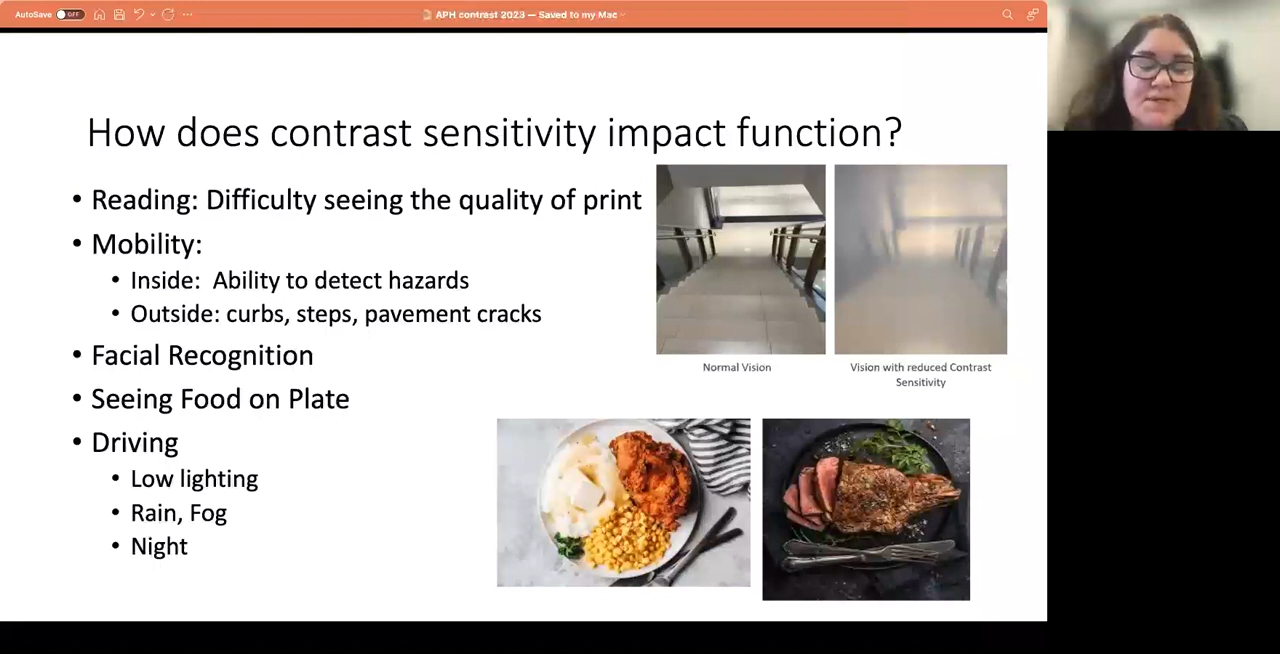 AutoSave OFF
APH contrast 2023 — Saved to my Mac
How does contrast sensitivity impact function?
• Reading: Difficulty seeing the quality of print
• Mobility:
• Inside: Ability to detect hazards
• Outside: curbs, steps, pavement cracks
• Facial Recognition
• Seeing Food on Plate
• Driving
• Low lighting
• Rain, Fog
• Night
Normal Vision
Vision with reduced Contrast
Sensitivity